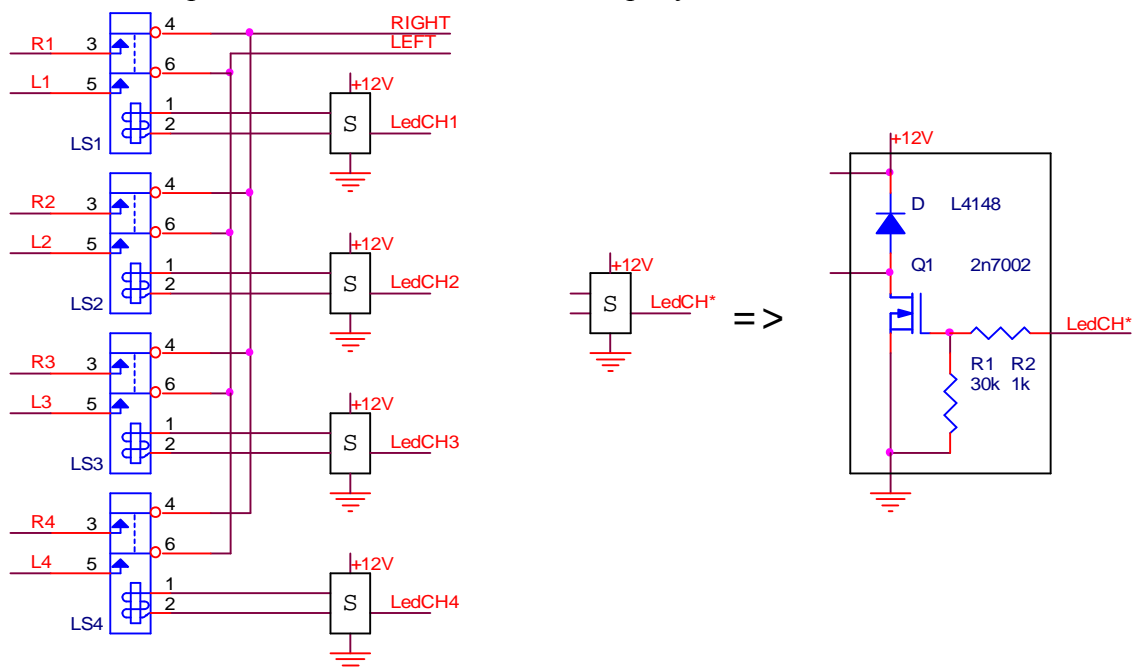 RIGHT
LEFT
R1 3 4
L1 5 6
1
2
LS1
+12V
S
LedCH1
R2 3 4
L2 5 6
1
2
LS2
+12V
S
LedCH2
R3 3 4
L3 5 6
1
2
LS3
+12V
S
LedCH3
R4 3 4
L4 5 6
1
2
LS4
+12V
S
LedCH4
+12V
S
LedCH*
=>
+12V
D L4148
Q1 2n7002
LedCH*
R1 R2
30k 1k